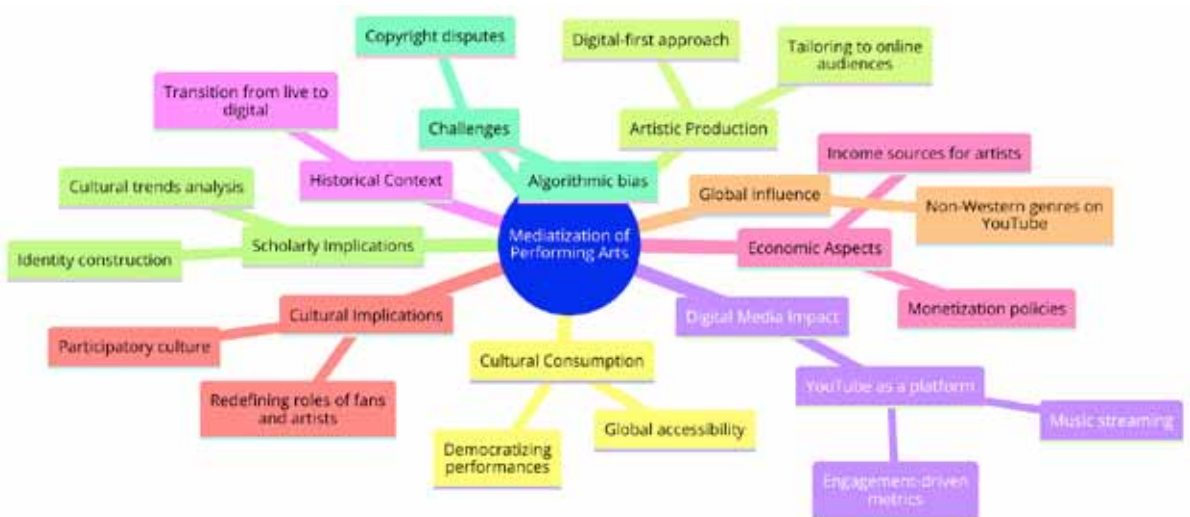 Copyright disputes
Digital-first approach
Tailoring to online
audiences
Transition from live to
digital
Challenges
Artistic Production
Income sources for artists
Cultural trends analysis
Historical Context
Algorithmic bias
Global Influence
Non-Western genres on
YouTube
Mediatization of
Performing Arts
Identity construction
Scholarly Implications
Economic Aspects
Monetization policies
Cultural Implications
Digital Media Impact
Participatory culture
Cultural Consumption
YouTube as a platform
Redefining roles of fans
and artists
Global accessibility
Music streaming
Democratizing
performances
Engagement-driven
metrics